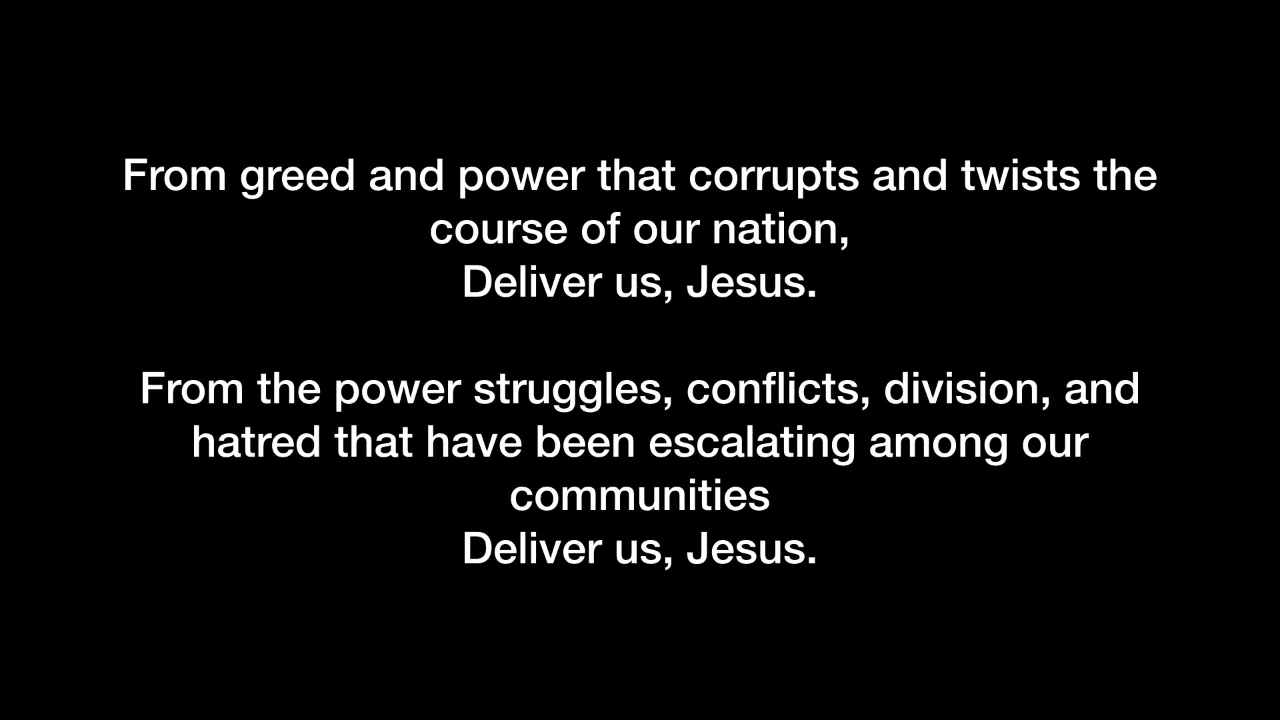 From greed and power that corrupts and twists the
course of our nation,
Deliver us, Jesus.
From the power struggles, conflicts, division, and
hatred that have been escalating among our
communities
Deliver us, Jesus.